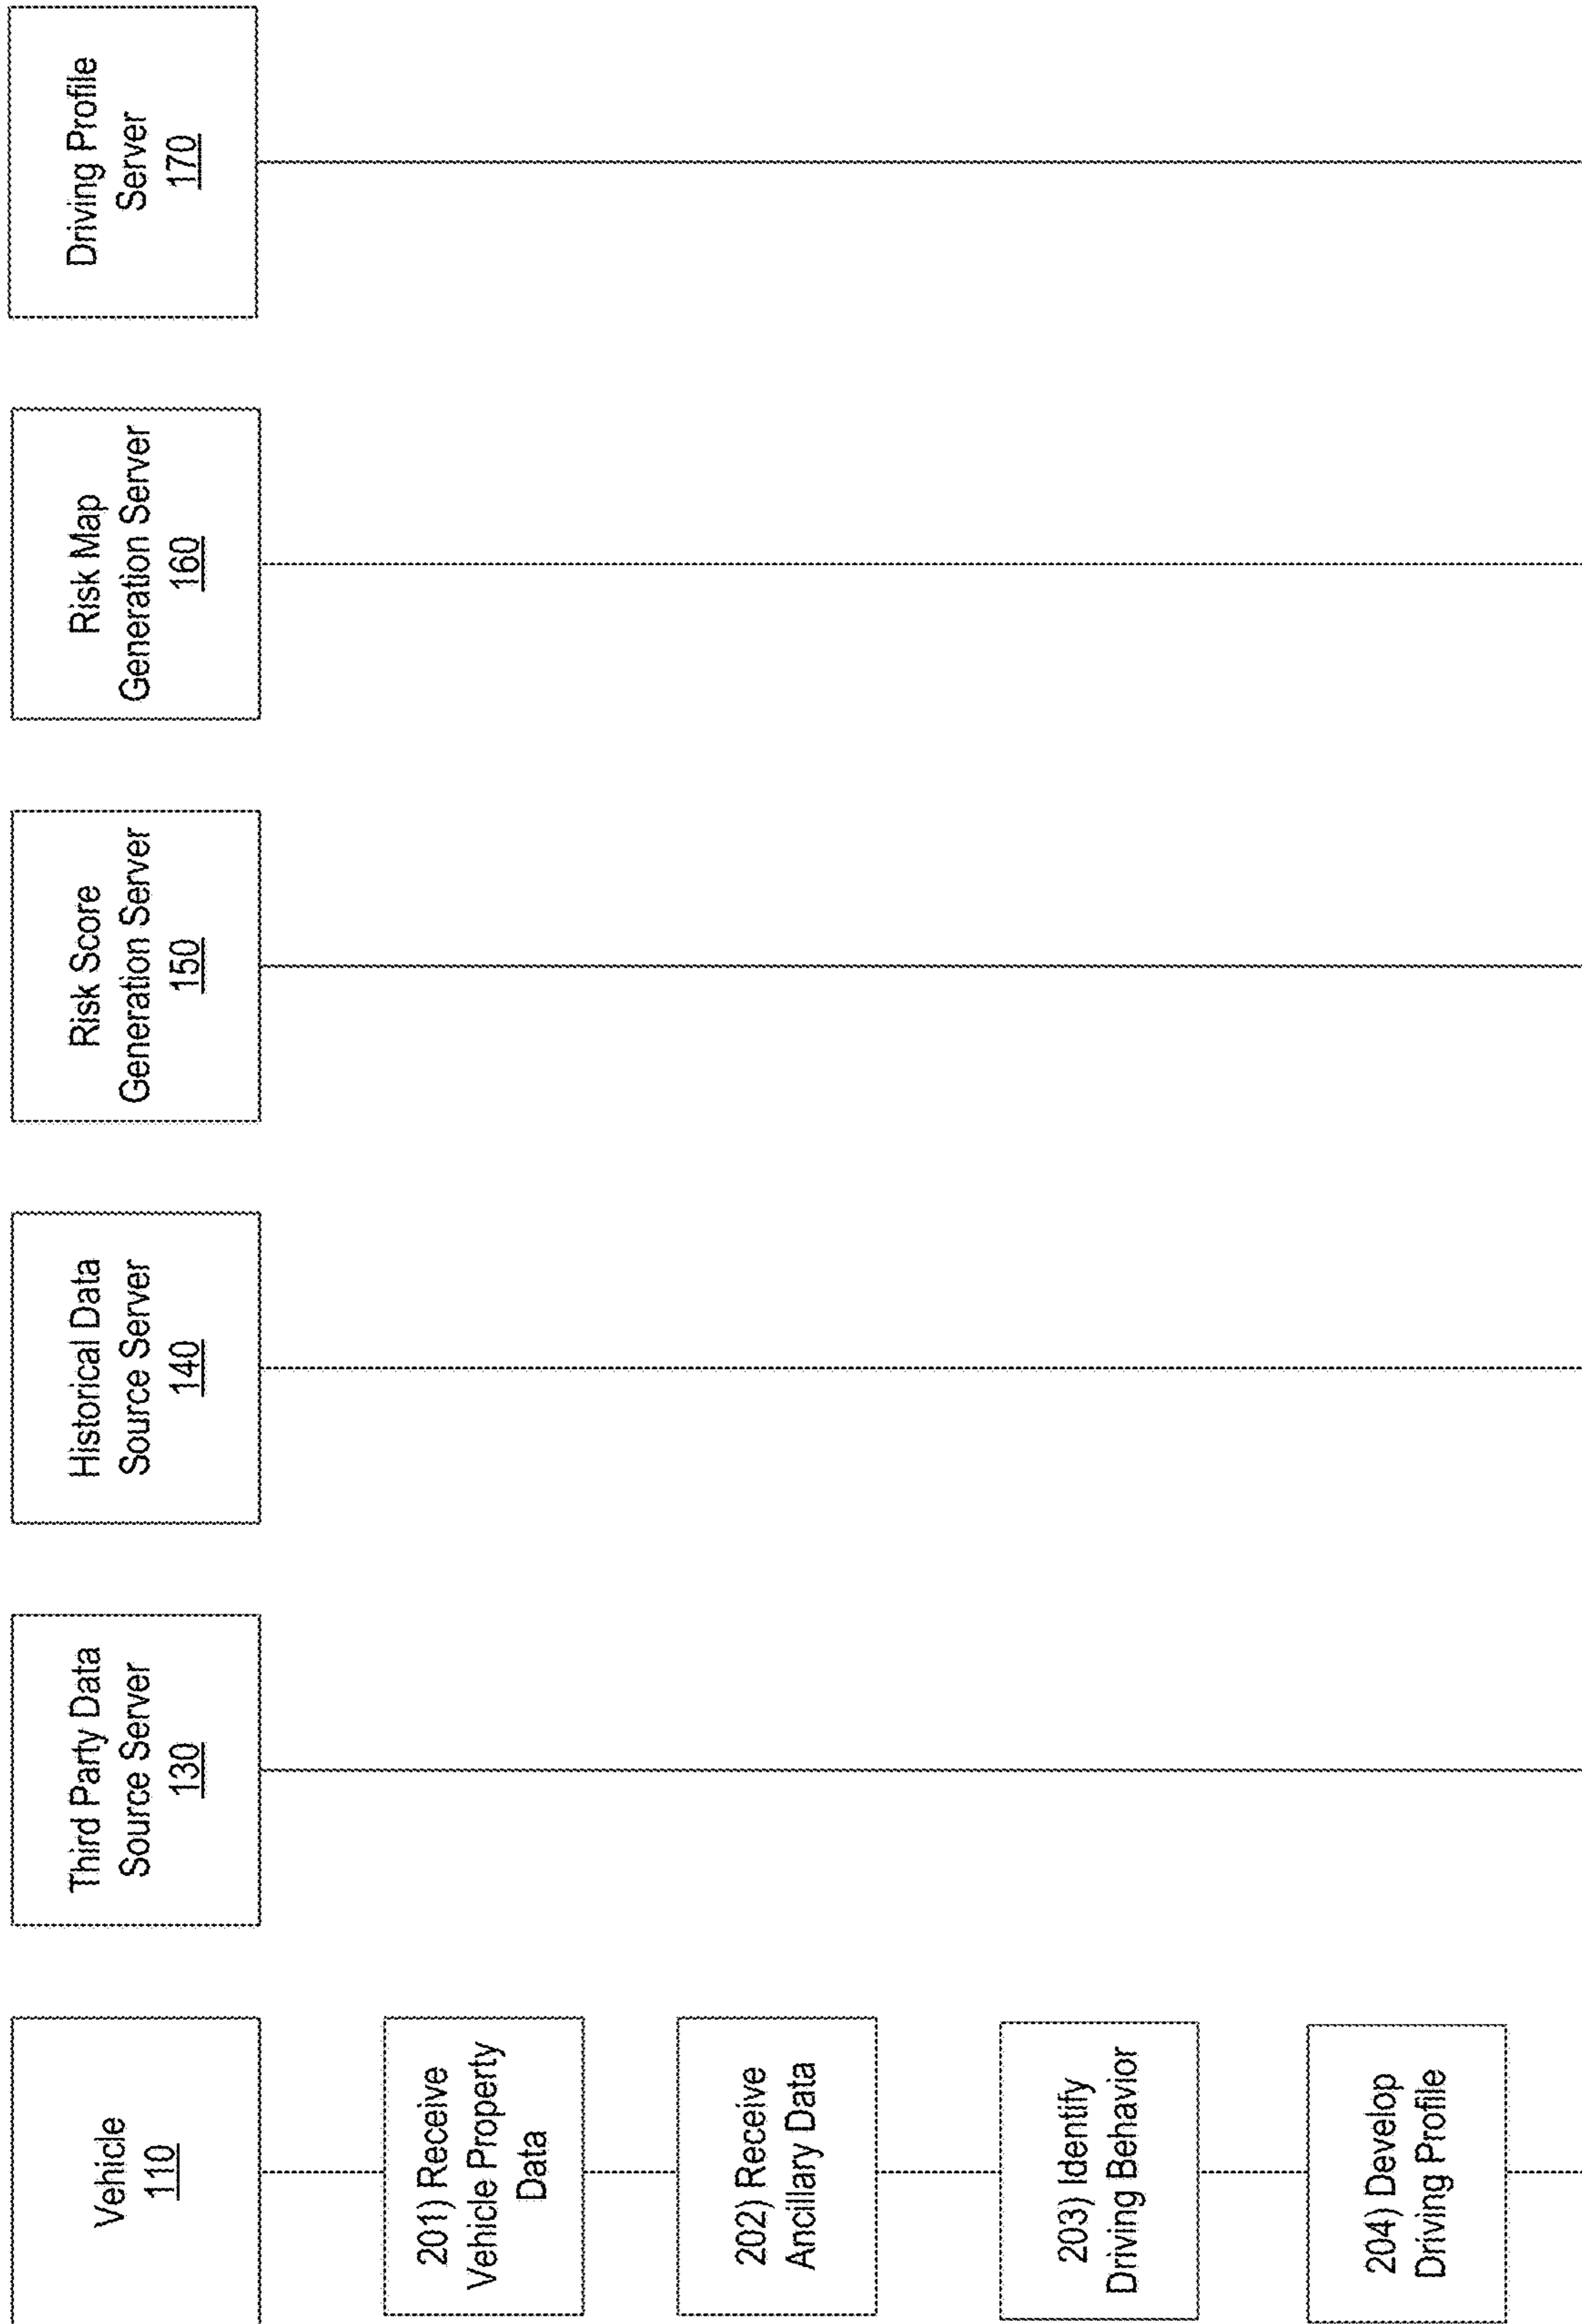 Vehicle
110
Third Party Data
Source Server
130
Historical Data
Source Server
140
Risk Score
Generation Server
150
Risk Map
Generation Server
160
Driving Profile
Server
170
201) Receive
Vehicle Property
Data
202) Receive
Ancillary Data
203) Identify
Driving Behavior
204) Develop
Driving Profile